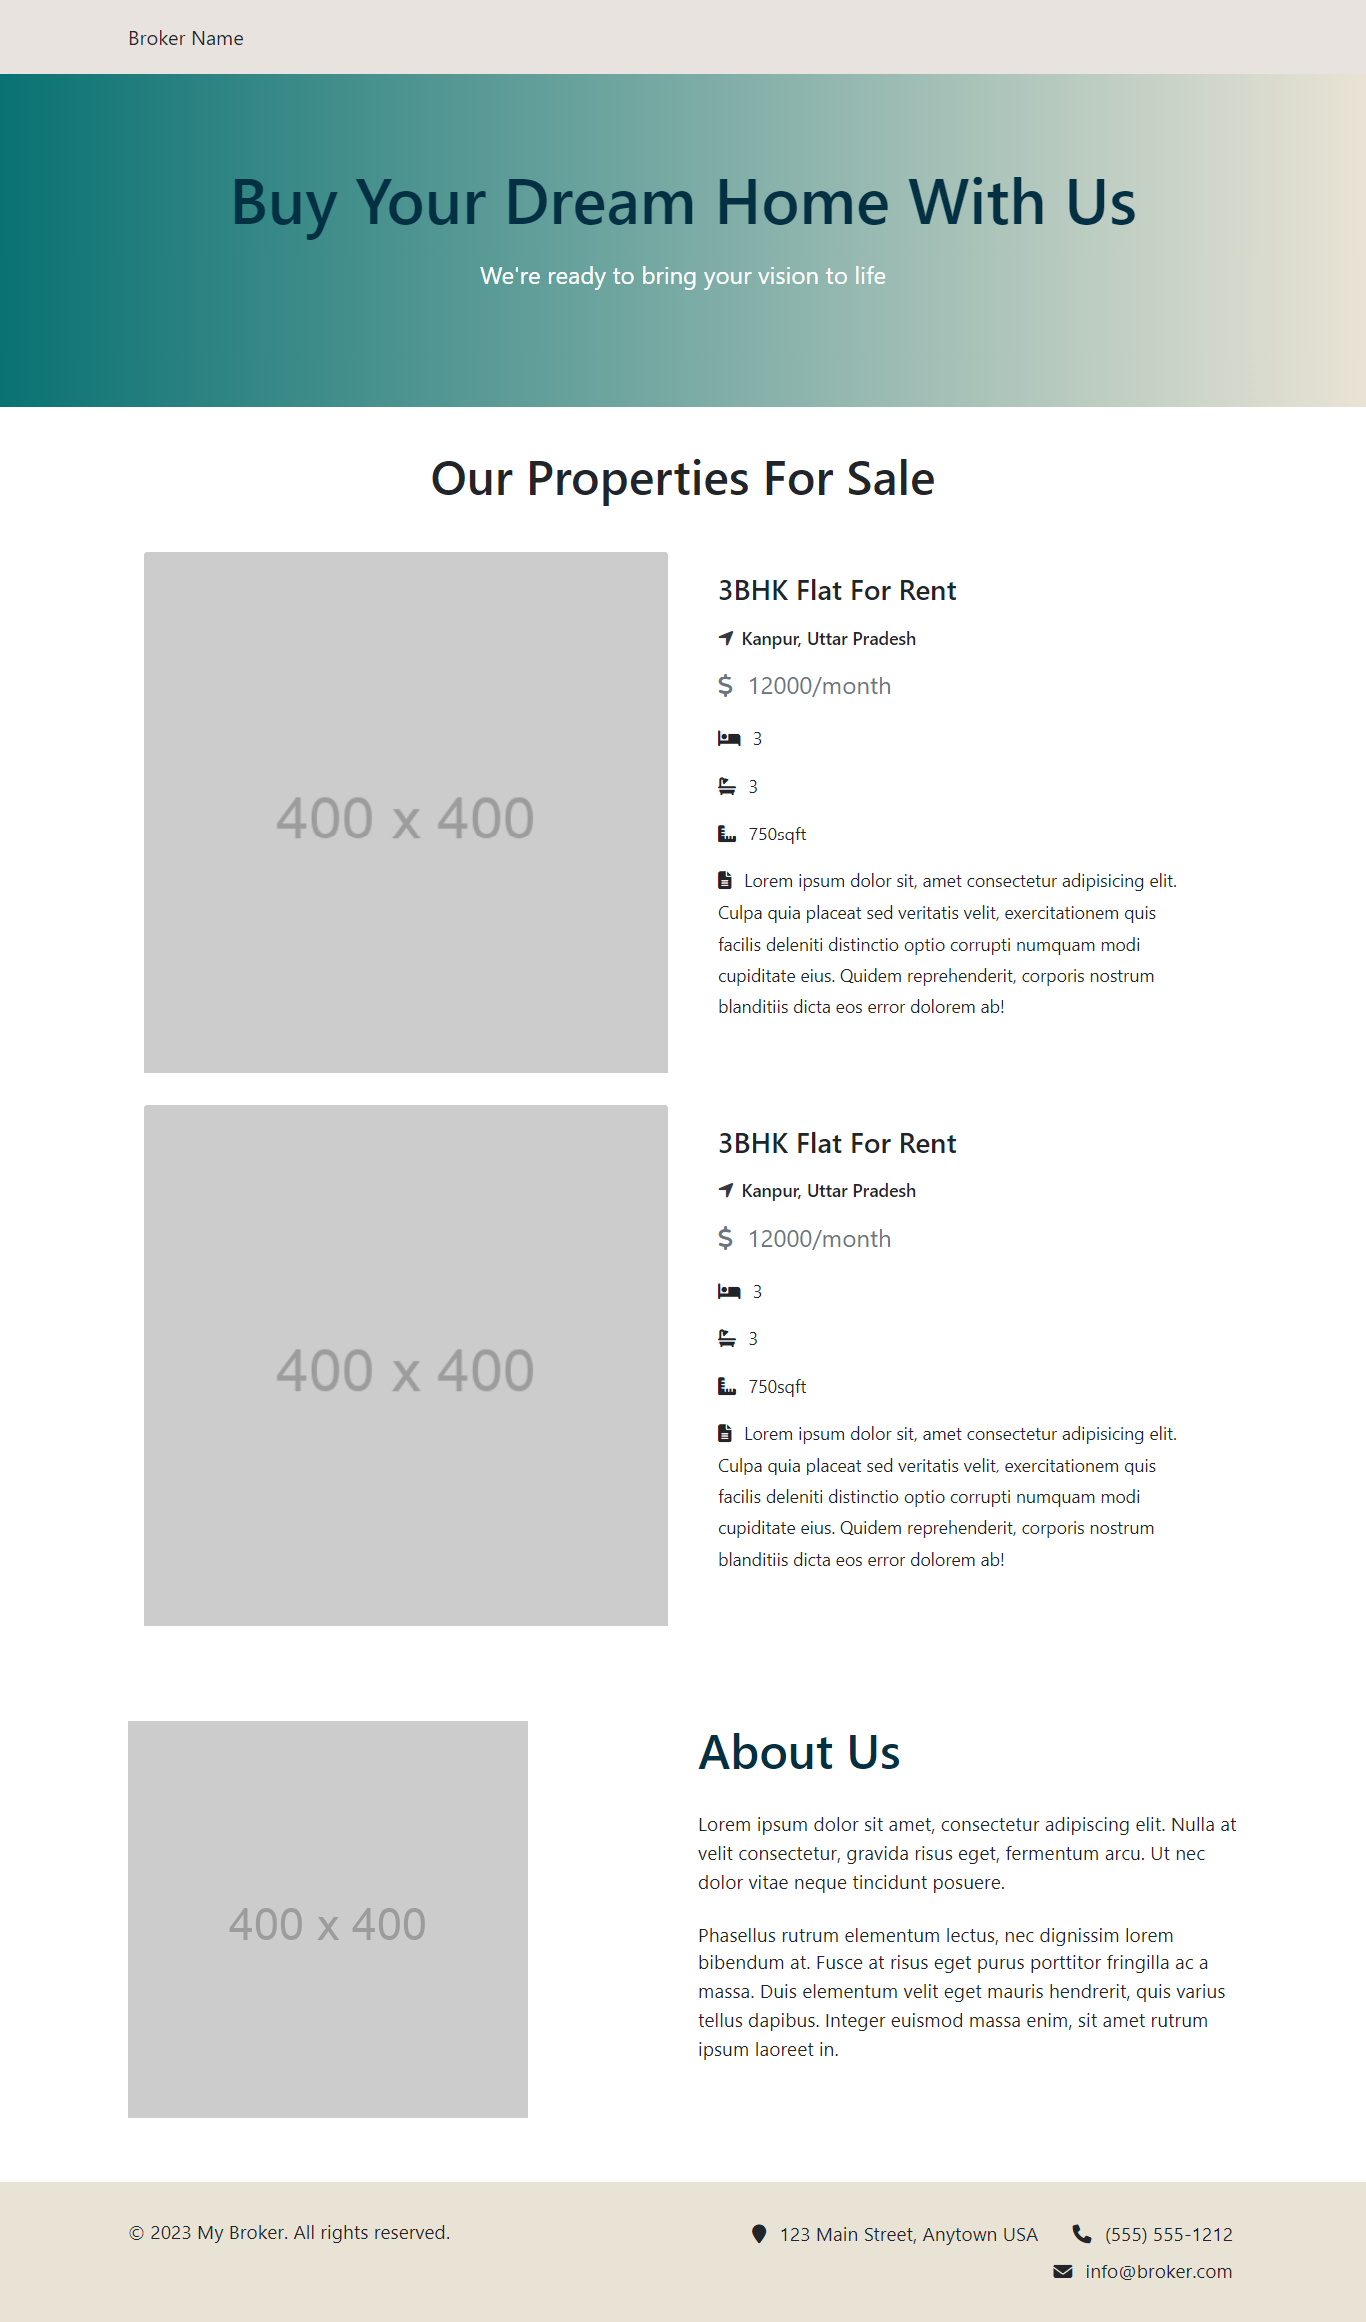 Broker Name
Buy Your Dream Home With Us
We're ready to bring your vision to life
Our Properties For Sale
400 x 400
3BHK Flat For Rent
Kanpur, Uttar Pradesh
$ 12000/month
3
3
750sqft
Lorem ipsum dolor sit, amet consectetur adipisicing elit.
Culpa quia placeat sed veritatis velit, exercitationem quis
facilis deleniti distinctio optio corrupti numquam modi
cupiditate eius. Quidem reprehenderit, corporis nostrum
blanditiis dicta eos error dolorem ab!
400 x 400
3BHK Flat For Rent
Kanpur, Uttar Pradesh
$ 12000/month
3
3
750sqft
Lorem ipsum dolor sit, amet consectetur adipisicing elit.
Culpa quia placeat sed veritatis velit, exercitationem quis
facilis deleniti distinctio optio corrupti numquam modi
cupiditate eius. Quidem reprehenderit, corporis nostrum
blanditiis dicta eos error dolorem ab!
400 x 400
About Us
Lorem ipsum dolor sit amet, consectetur adipiscing elit. Nulla at
velit consectetur, gravida risus eget, fermentum arcu. Ut nec
dolor vitae neque tincidunt posuere.
Phasellus rutrum elementum lectus, nec dignissim lorem
bibendum at. Fusce at risus eget purus porttitor fringilla ac a
massa. Duis elementum velit eget mauris hendrerit, quis varius
tellus dapibus. Integer euismod massa enim, sit amet rutrum
ipsum laoreet in.
© 2023 My Broker. All rights reserved.
123 Main Street, Anytown USA
(555) 555-1212
info@broker.com